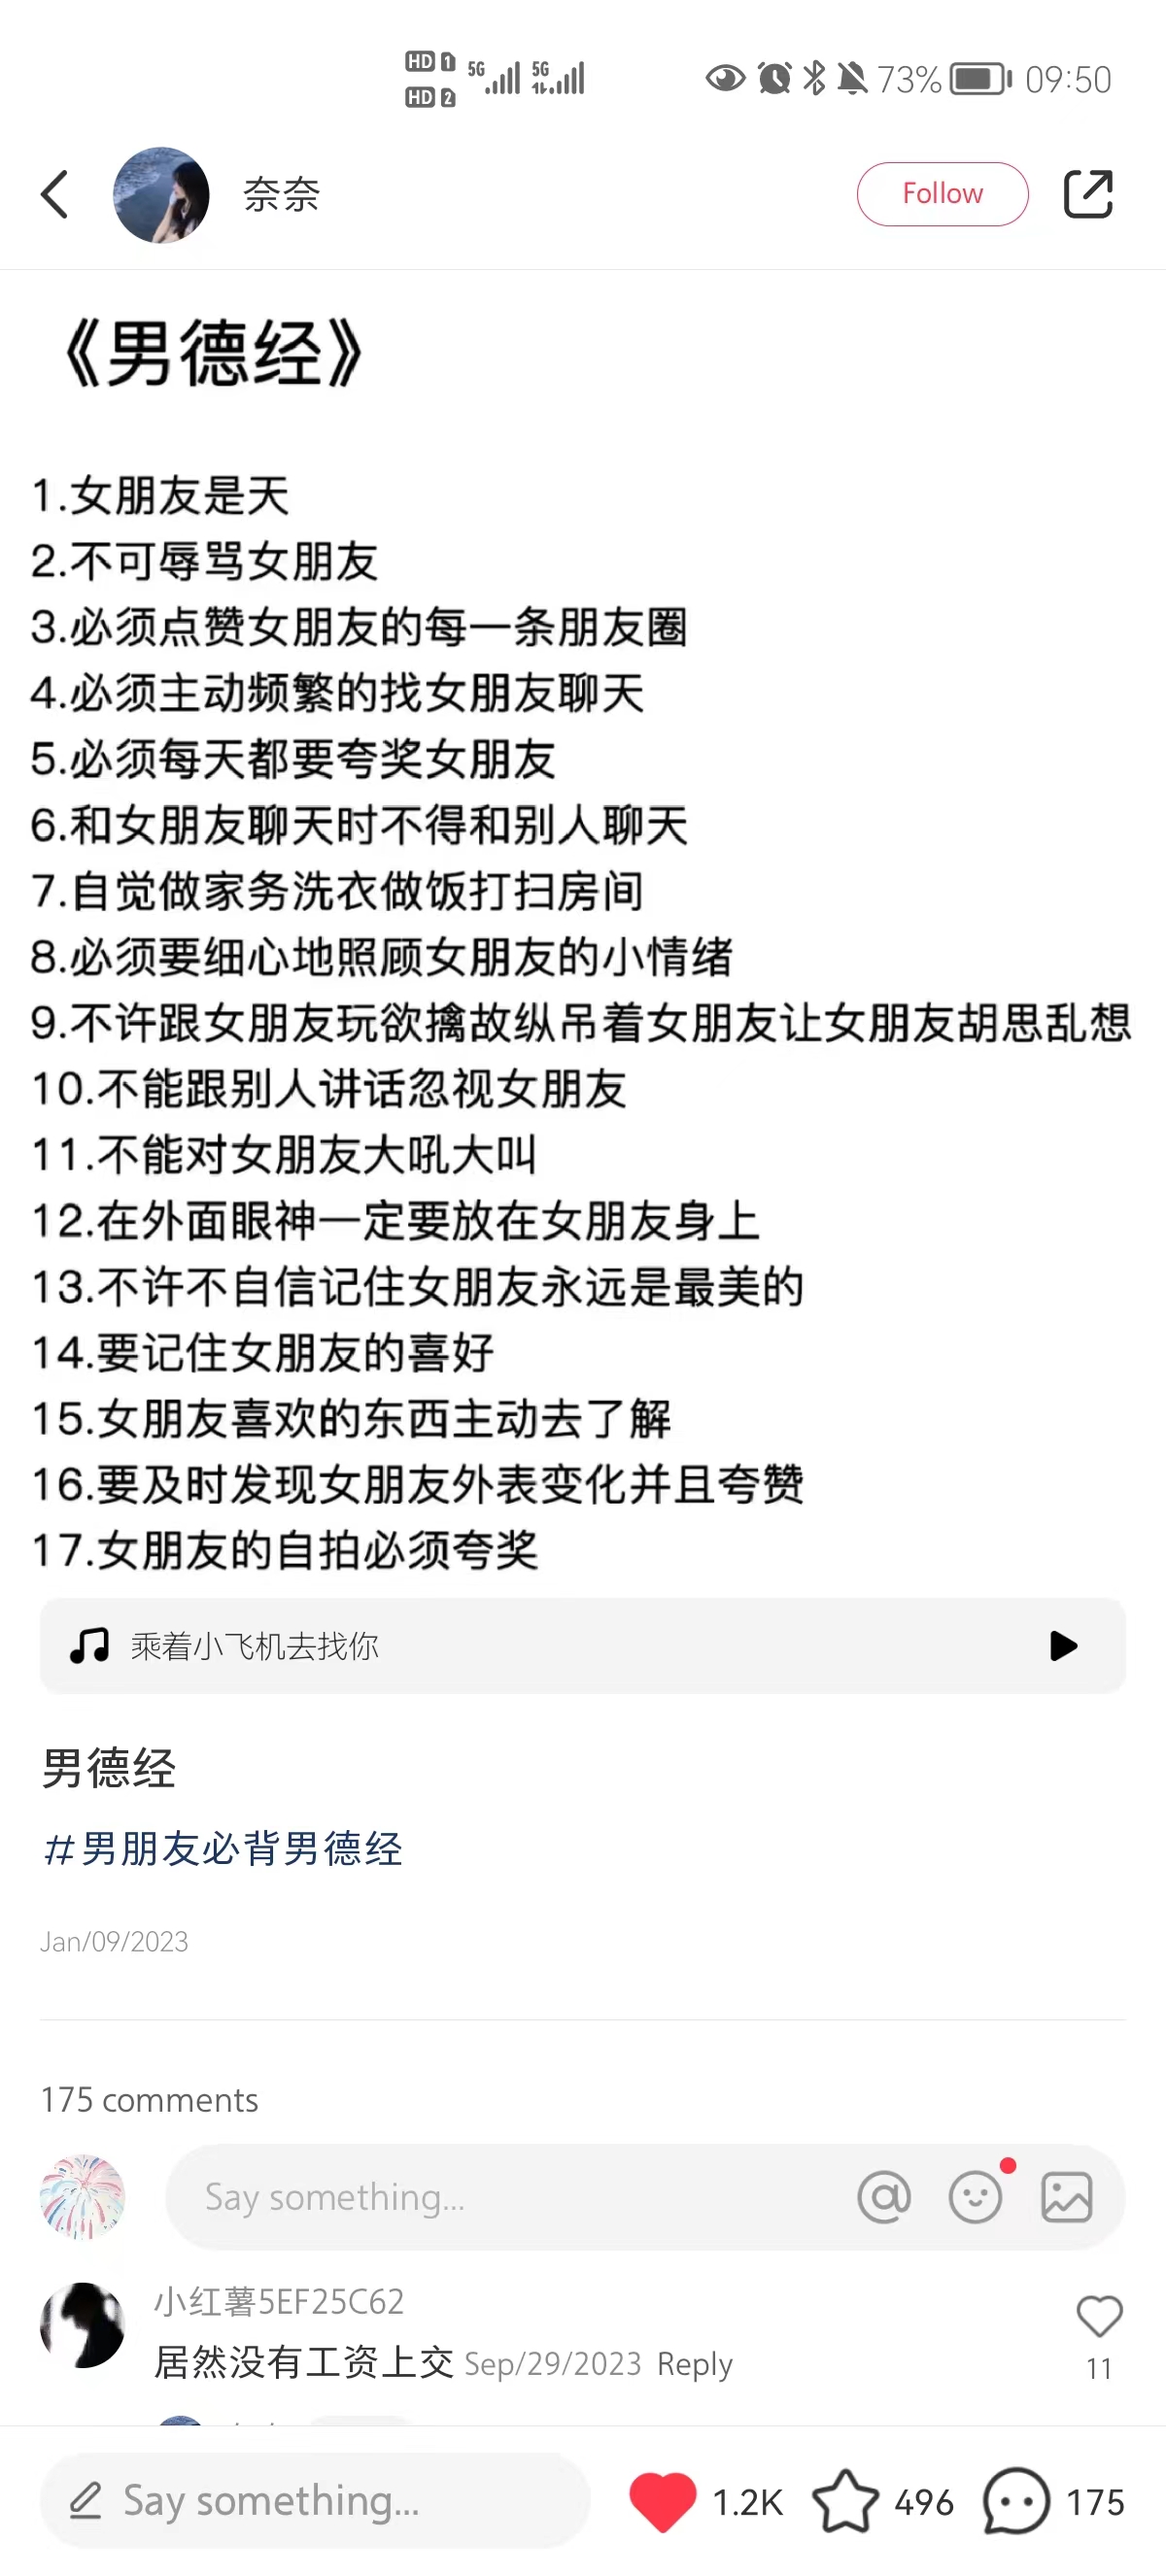 HD 1 5G 5G 73% 09:50
HD 2
奈奈 Follow
《男德经》
1.女朋友是天
2.不可辱骂女朋友
3.必须点赞女朋友的每一条朋友圈
4.必须主动频繁的找女朋友聊天
5.必须每天都要夸奖女朋友
6.和女朋友聊天时不得和别人聊天
7.自觉做家务洗衣做饭打扫房间
8.必须要细心地照顾女朋友的小情绪
9.不许跟女朋友玩欲擒故纵吊着女朋友让女朋友胡思乱想
10.不能跟别人讲话忽视女朋友
11.不能对女朋友大吼大叫
12.在外面眼神一定要放在女朋友身上
13.不许不自信记住女朋友永远是最美的
14.要记住女朋友的喜好
15.女朋友喜欢的东西主动去了解
16.要及时发现女朋友外表变化并且夸赞
17.女朋友的自拍必须夸奖
乘着小飞机去找你
男德经
#男朋友必背男德经
Jan/09/2023
175 comments
Say something...
小红薯5EF25C62
居然没有工资上交 Sep/29/2023 Reply
11
Say something... 1.2K 496 175